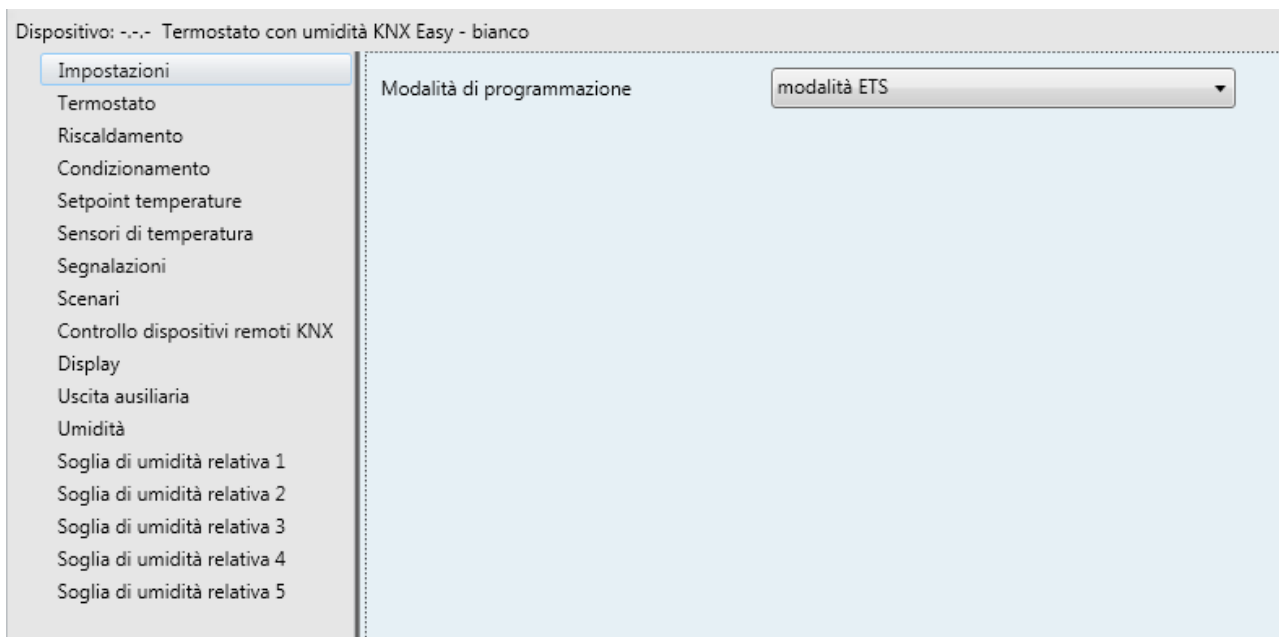 Dispositivo: -.-.- Termostato con umidità KNX Easy - bianco
Impostazioni
Modalità di programmazione
modalità ETS
Termostato
Riscaldamento
Condizionamento
Setpoint temperature
Sensori di temperatura
Segnalazioni
Scenari
Controllo dispositivi remoti KNX
Display
Uscita ausiliaria
Umidità
Soglia di umidità relativa 1
Soglia di umidità relativa 2
Soglia di umidità relativa 3
Soglia di umidità relativa 4
Soglia di umidità relativa 5